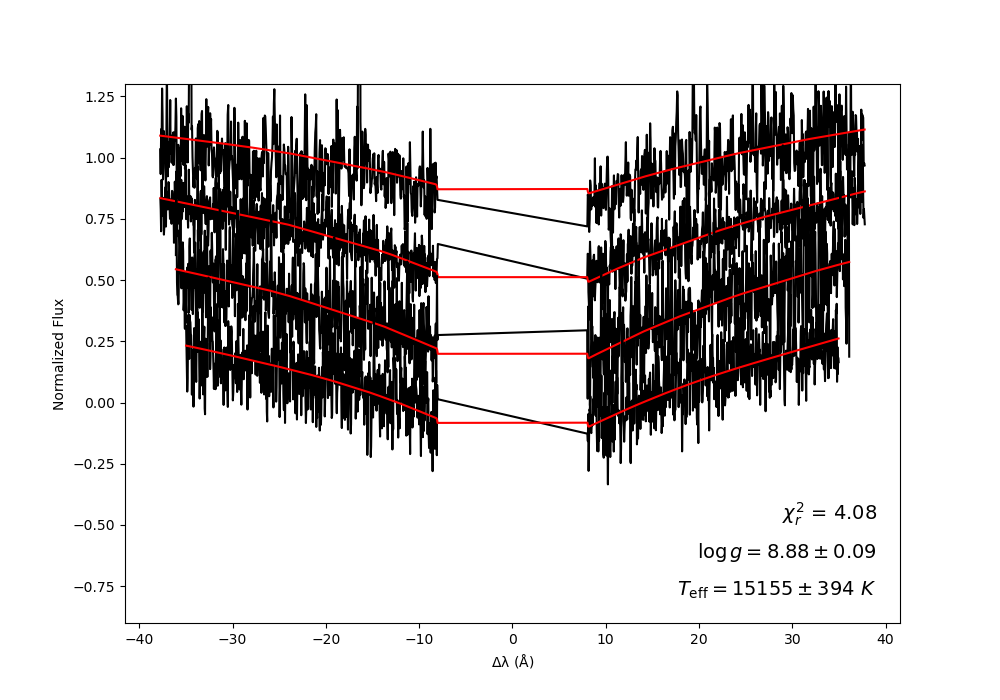 1.25
1.00
0.75
0.50
0.25
0.00
−0.25
−0.50
−0.75
Normalized Flux
χ²ᵣ = 4.08
log g = 8.88 ± 0.09
T_eff = 15155 ± 394 K
−40 −30 −20 −10 0 10 20 30 40
Δλ (Å)